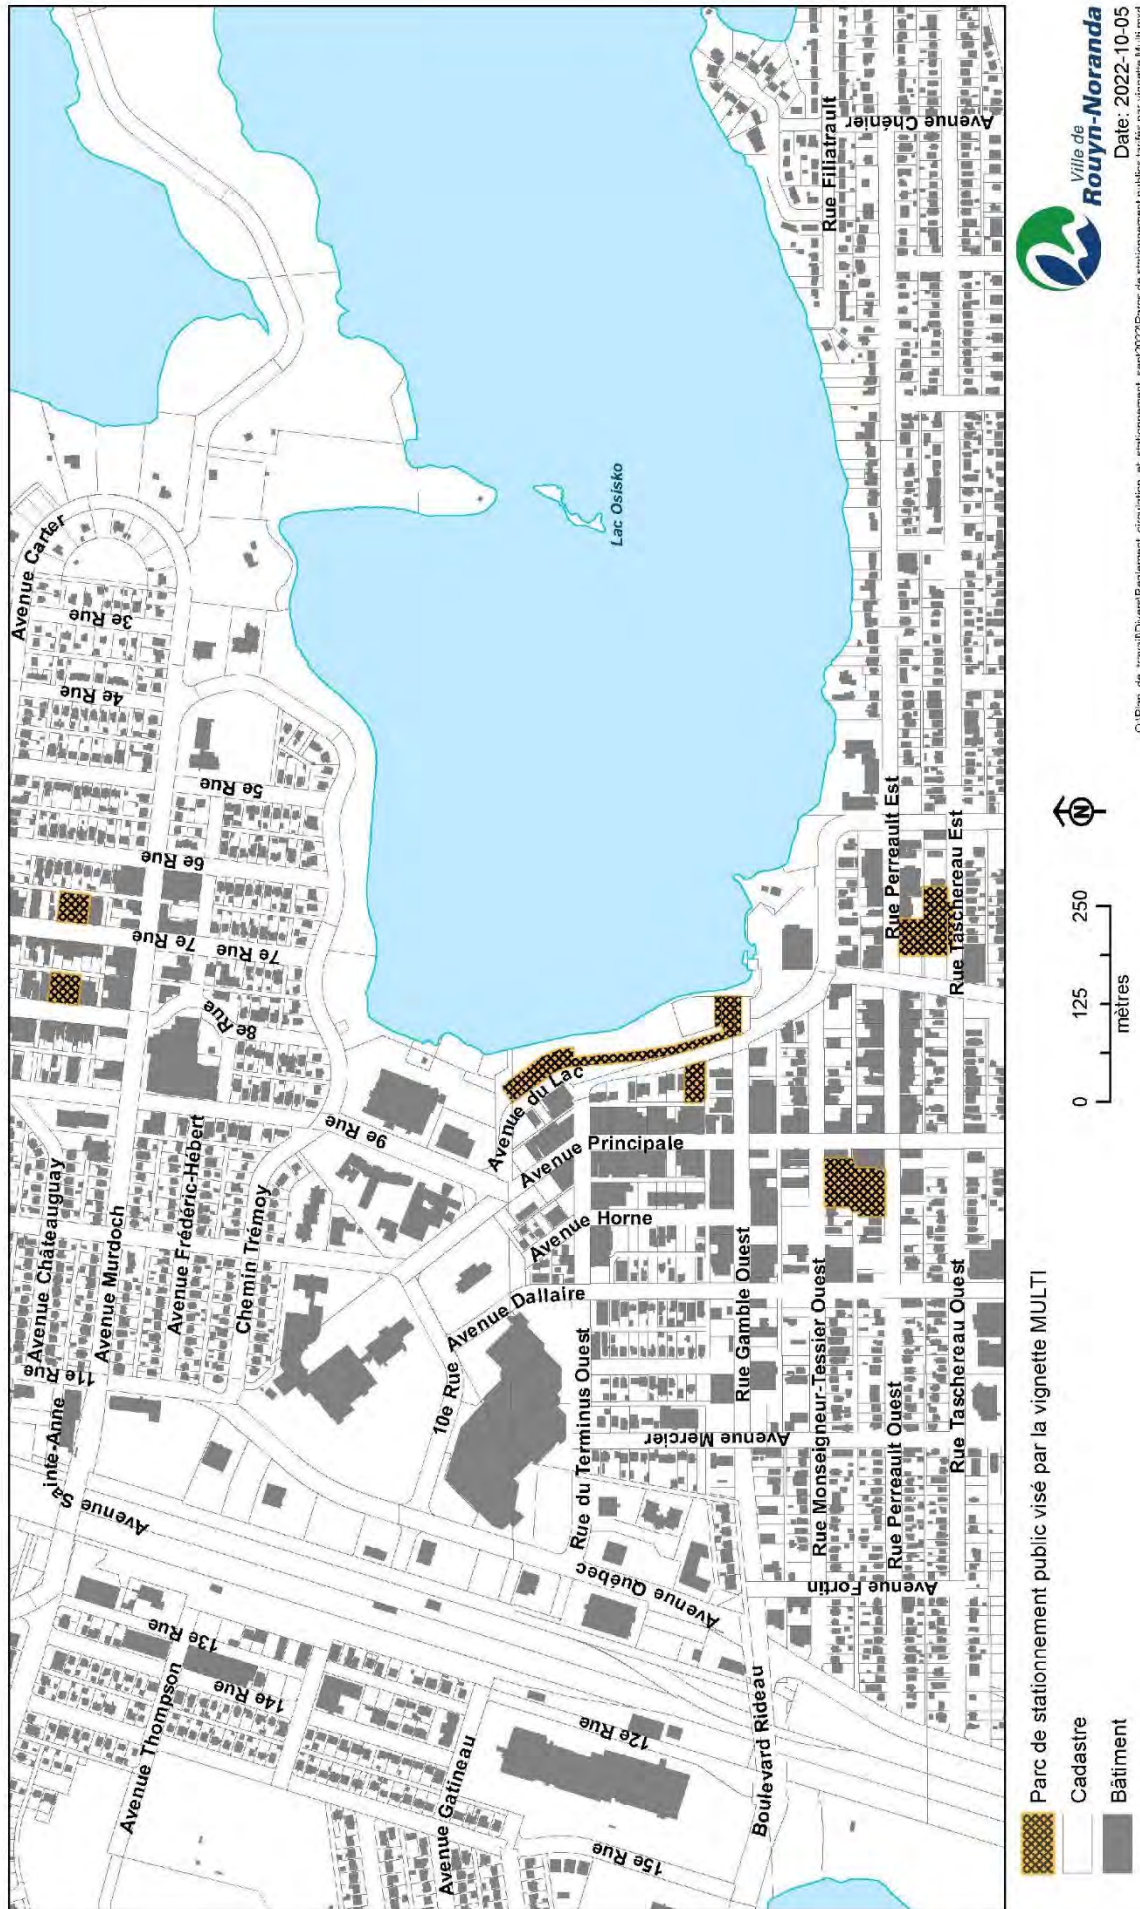 Avenue Carter
3e Rue
4e Rue
5e Rue
6e Rue
7e Rue
7e Rue
8e Rue
9e Rue
Avenue Châteauguay
Avenue Murdoch
Avenue Frédéric-Hébert
Chemin Trémoy
11e Rue
Avenue Sainte-Anne
13e Rue
14e Rue
Avenue Thompson
Avenue Gatineau
12e Rue
15e Rue
Boulevard Rideau
Avenue Québec
10e Rue
Avenue Dallaire
Avenue Horne
Avenue Principale
Avenue du Lac
Rue du Terminus Ouest
Avenue Mercier
Rue Gamble Ouest
Rue Monseigneur-Tessier Ouest
Rue Perreault Ouest
Avenue Fortin
Rue Taschereau Ouest
Rue Taschereau Est
Rue Perreault Est
Lac Osisko
Rue Filiatrault
Avenue Chénier
Parc de stationnement public visé par la vignette MULTI
Cadastre
Bâtiment
0 125 250
mètres
N
Ville de
Rouyn-Noranda
Date: 2022-10-05